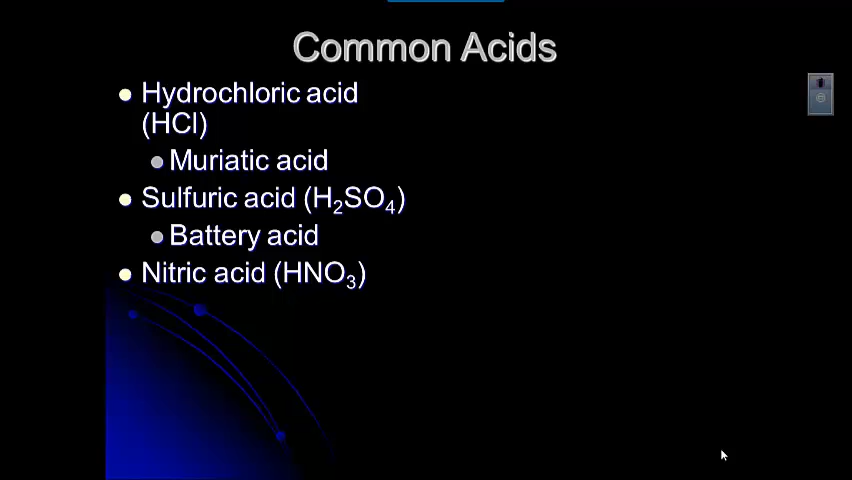 Common Acids
Hydrochloric acid
(HCl)
Muriatic acid
Sulfuric acid (H₂SO₄)
Battery acid
Nitric acid (HNO₃)